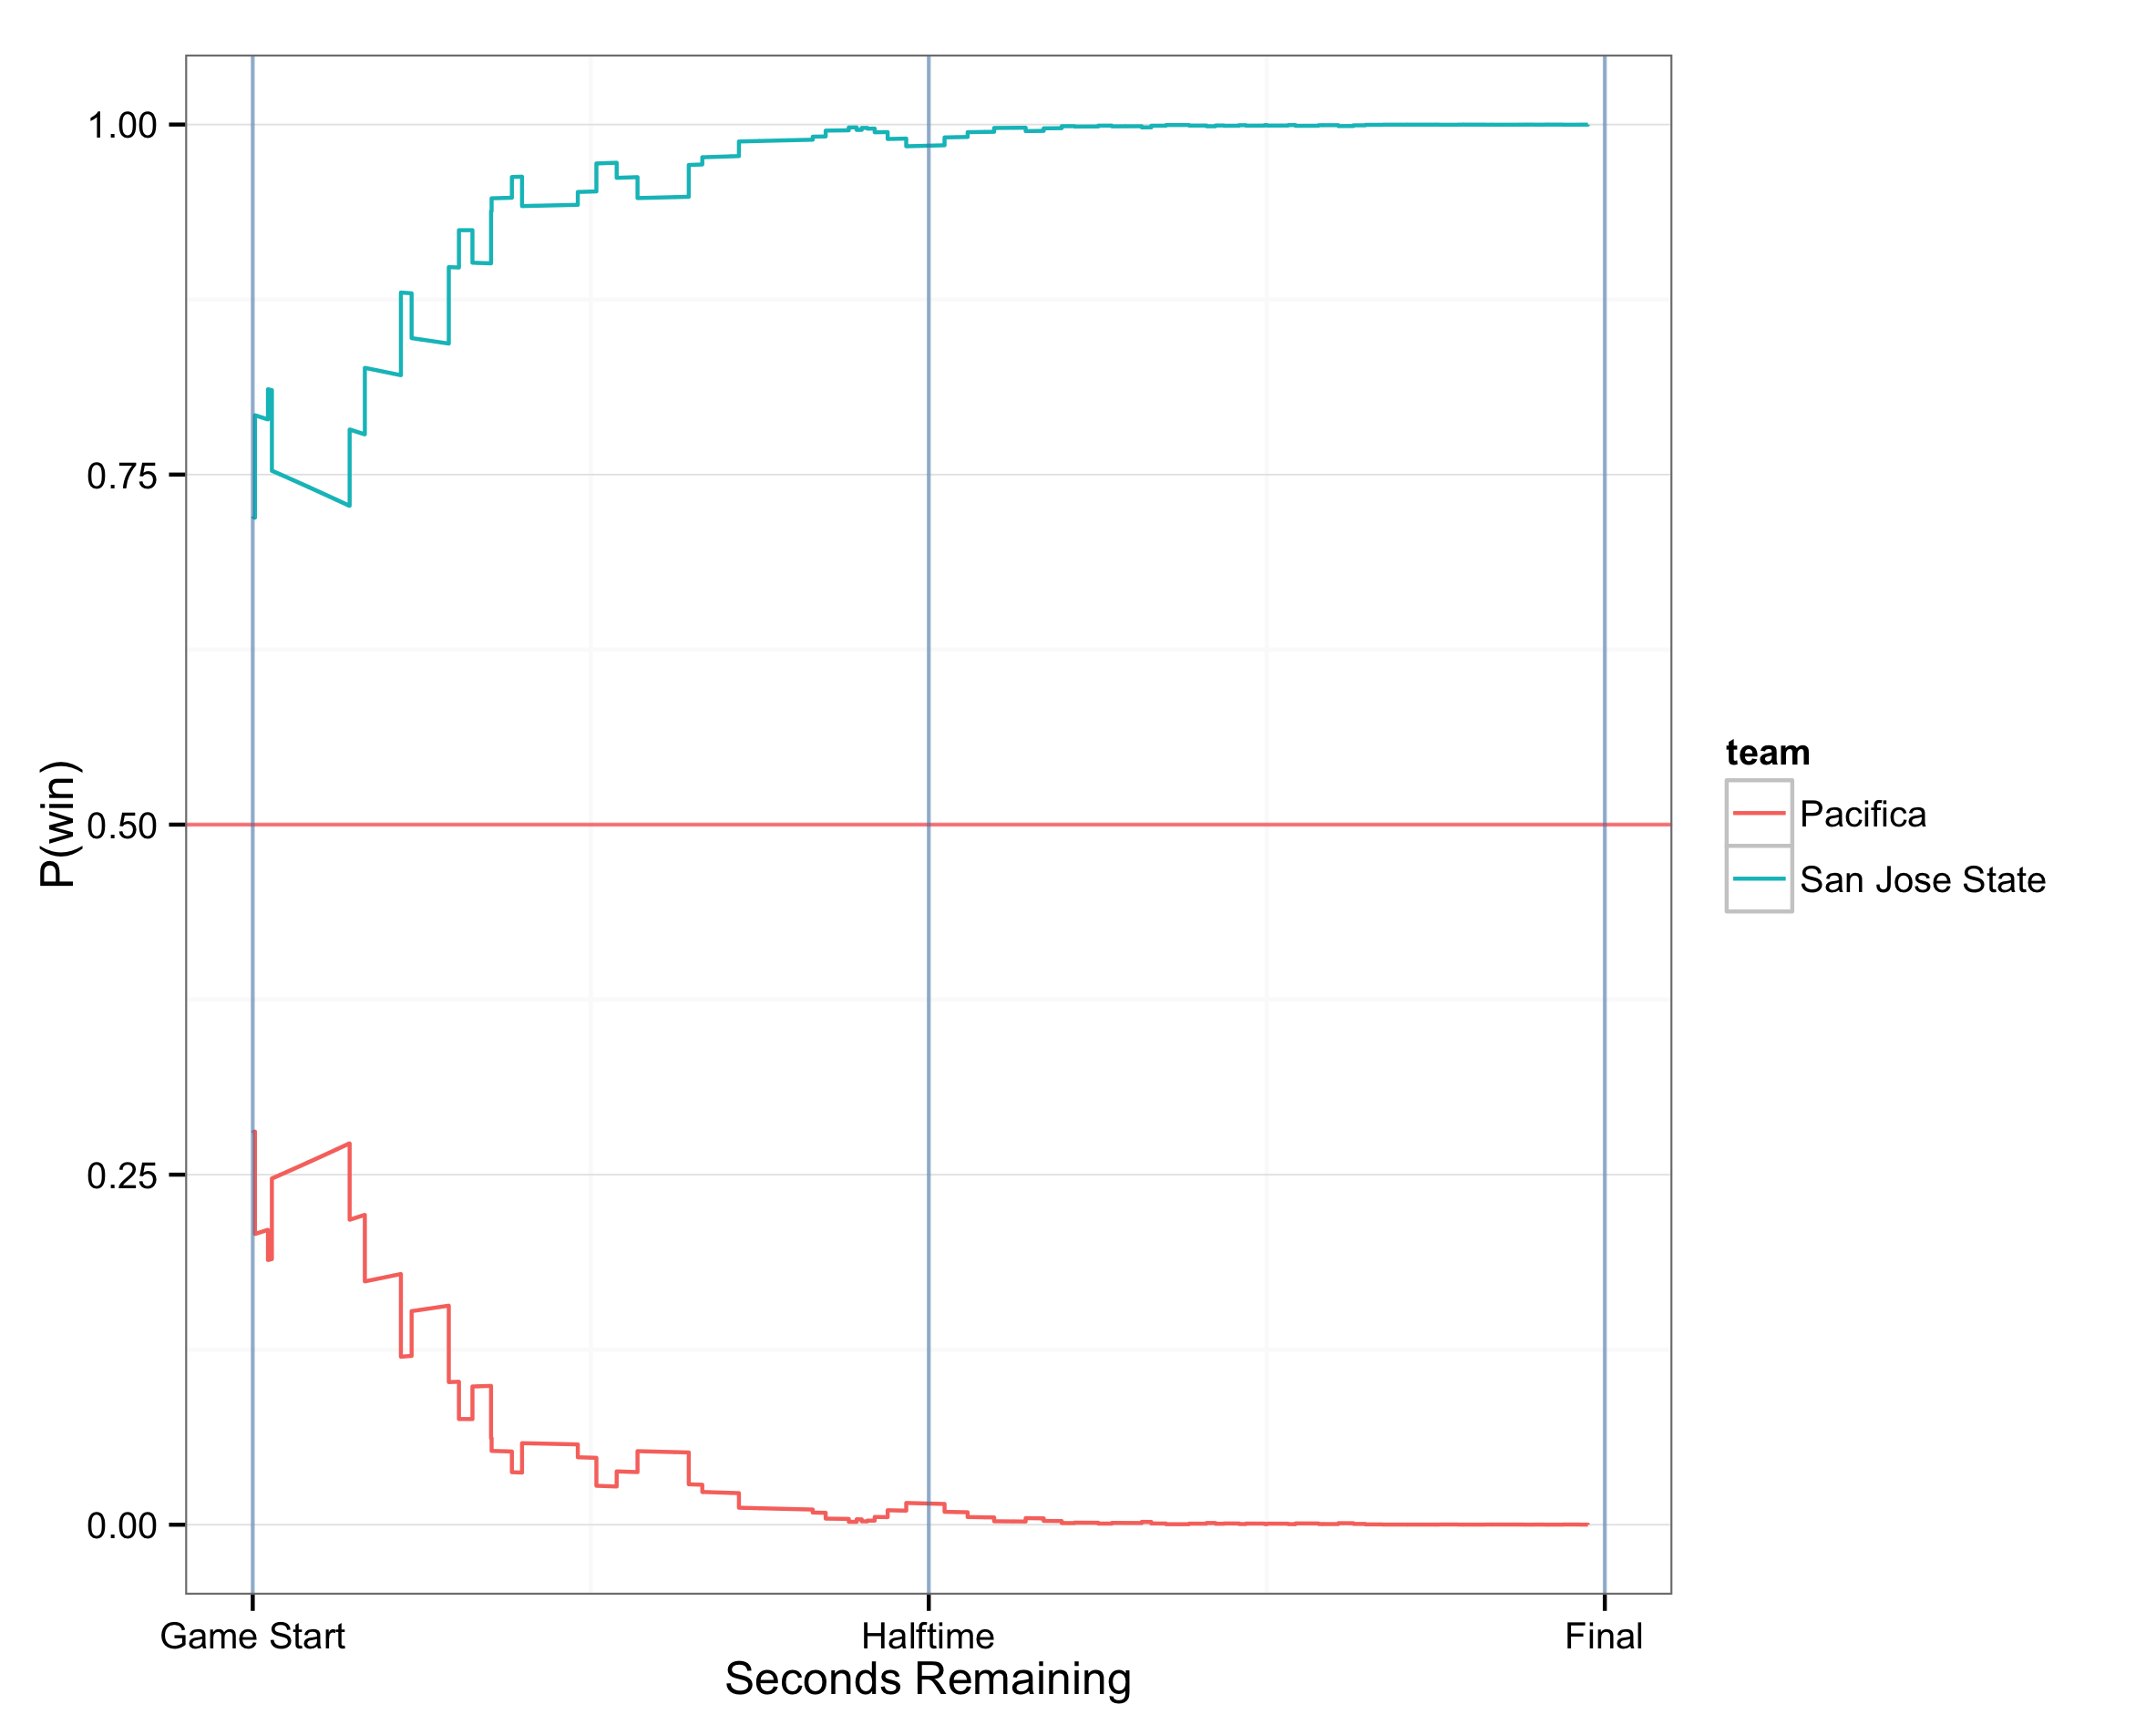 1.00
0.75
0.50
0.25
0.00
P(win)
Game Start
Halftime
Final
Seconds Remaining
team
Pacifica
San Jose State